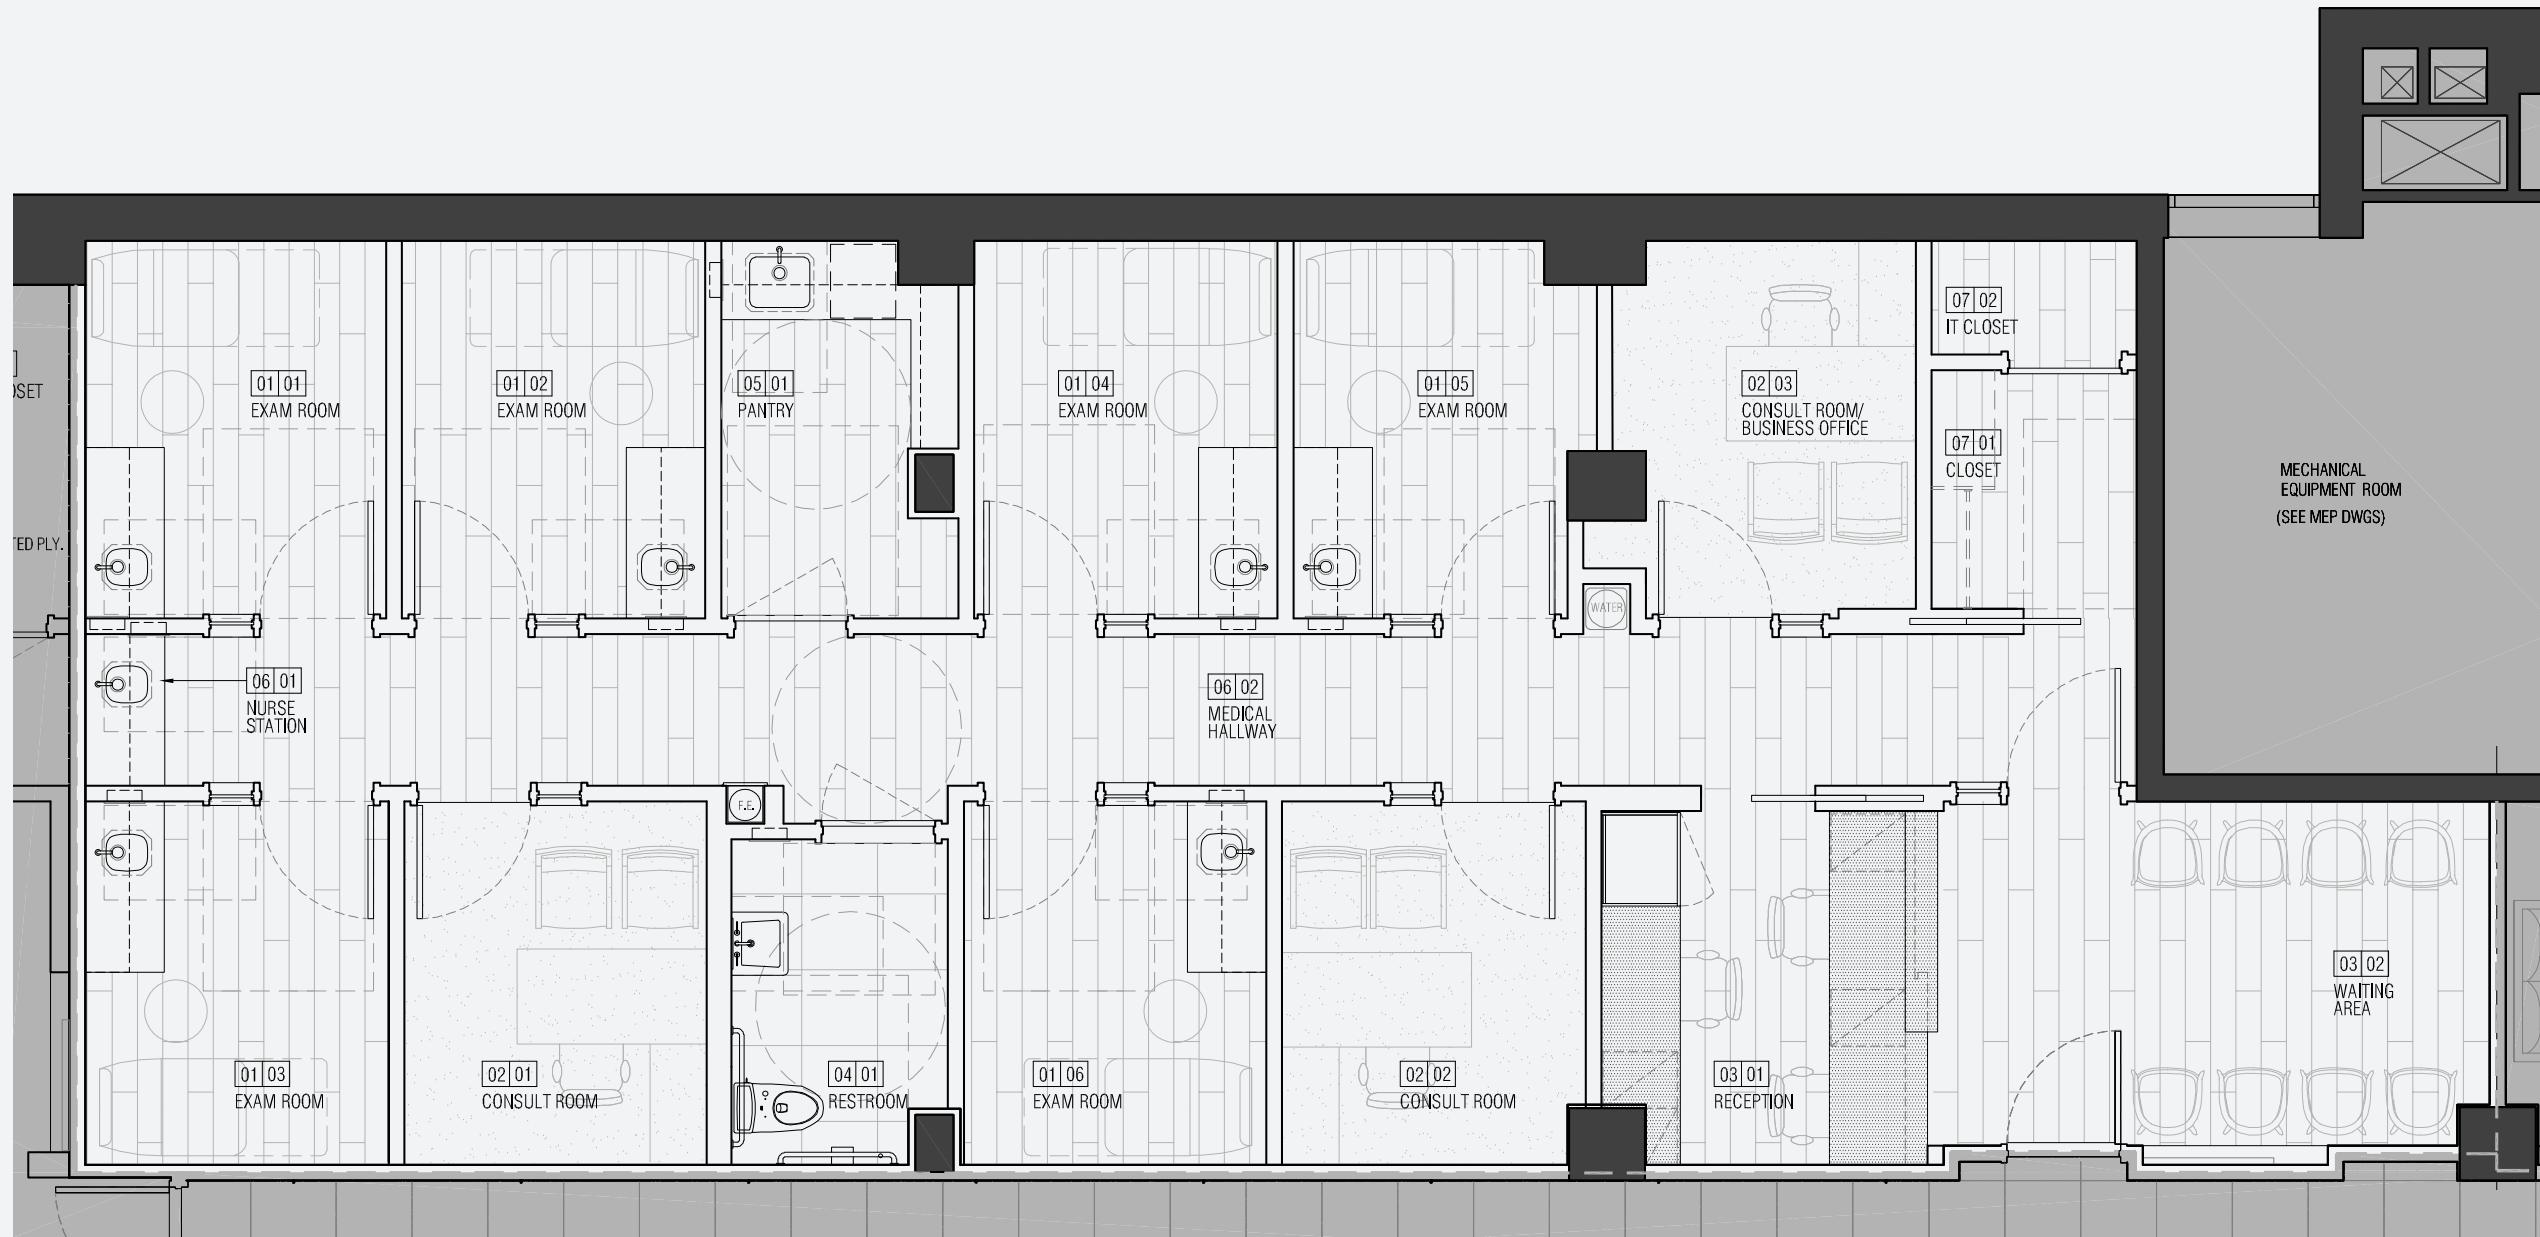 07 02
IT CLOSET
01 01
EXAM ROOM
01 02
EXAM ROOM
05 01
PANTRY
01 04
EXAM ROOM
01 05
EXAM ROOM
02 03
CONSULT ROOM/
BUSINESS OFFICE
07 01
CLOSET
MECHANICAL
EQUIPMENT ROOM
(SEE MEP DWGS)
OSET
TED PLY.
WATER
06 01
NURSE
STATION
06 02
MEDICAL
HALLWAY
F.E.
03 02
WAITING
AREA
01 03
EXAM ROOM
02 01
CONSULT ROOM
04 01
RESTROOM
01 06
EXAM ROOM
02 02
CONSULT ROOM
03 01
RECEPTION